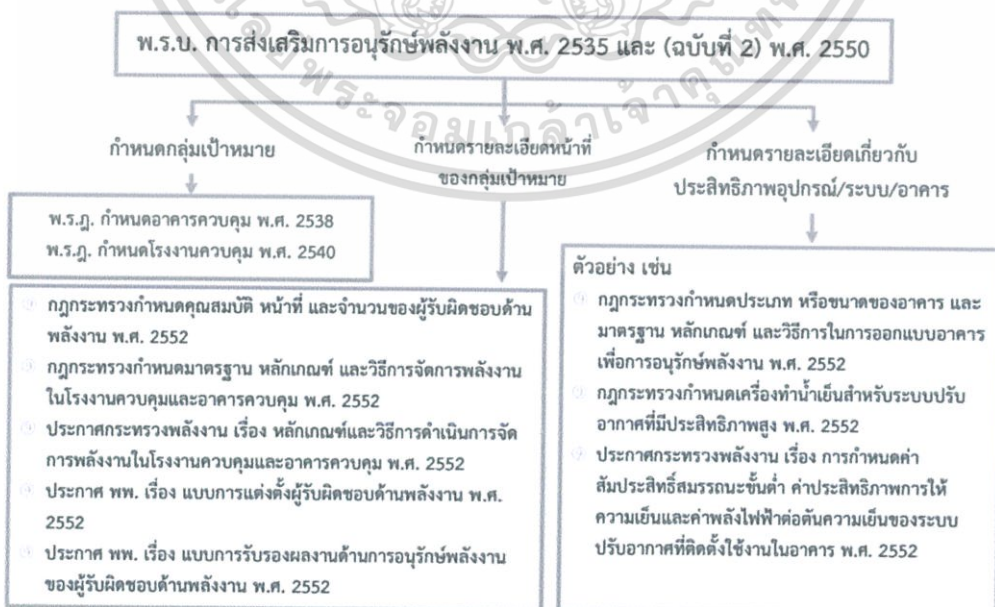 พ.ร.บ. การส่งเสริมการอนุรักษ์พลังงาน พ.ศ. 2535 และ (ฉบับที่ 2) พ.ศ. 2550
พระจอมเกล้าเจ้าคุณ
กำหนดกลุ่มเป้าหมาย
พ.ร.ฎ. กำหนดอาคารควบคุม พ.ศ. 2538
พ.ร.ฎ. กำหนดโรงงานควบคุม พ.ศ. 2540
กำหนดรายละเอียดหน้าที่
ของกลุ่มเป้าหมาย
กฎกระทรวงกำหนดคุณสมบัติ หน้าที่ และจำนวนของผู้รับผิดชอบด้าน
พลังงาน พ.ศ. 2552
กฎกระทรวงกำหนดมาตรฐาน หลักเกณฑ์ และวิธีการจัดการพลังงาน
ในโรงงานควบคุมและอาคารควบคุม พ.ศ. 2552
ประกาศกระทรวงพลังงาน เรื่อง หลักเกณฑ์และวิธีการดำเนินการจัด
การพลังงานในโรงงานควบคุมและอาคารควบคุม พ.ศ. 2552
ประกาศ พพ. เรื่อง แบบการแต่งตั้งผู้รับผิดชอบด้านพลังงาน พ.ศ.
2552
ประกาศ พพ. เรื่อง แบบการรับรองผลงานด้านการอนุรักษ์พลังงาน
ของผู้รับผิดชอบด้านพลังงาน พ.ศ. 2552
กำหนดรายละเอียดเกี่ยวกับ
ประสิทธิภาพอุปกรณ์/ระบบ/อาคาร
ตัวอย่าง เช่น
กฎกระทรวงกำหนดประเภท หรือขนาดของอาคาร และ
มาตรฐาน หลักเกณฑ์ และวิธีการในการออกแบบอาคาร
เพื่อการอนุรักษ์พลังงาน พ.ศ. 2552
กฎกระทรวงกำหนดเครื่องทำน้ำเย็นสำหรับระบบปรับ
อากาศที่มีประสิทธิภาพสูง พ.ศ. 2552
ประกาศกระทรวงพลังงาน เรื่อง การกำหนดค่า
สัมประสิทธิ์สมรรถนะขั้นต่ำ ค่าประสิทธิภาพการให้
ความเย็นและค่าพลังไฟฟ้าต่อตันความเย็นของระบบ
ปรับอากาศที่ติดตั้งใช้งานในอาคาร พ.ศ. 2552